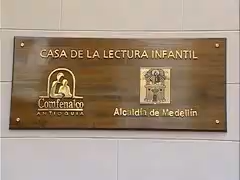 CASA DE LA LECTURA INFANTIL
Comfenalco
ANTIOQUIA
Alcaldía de Medellín